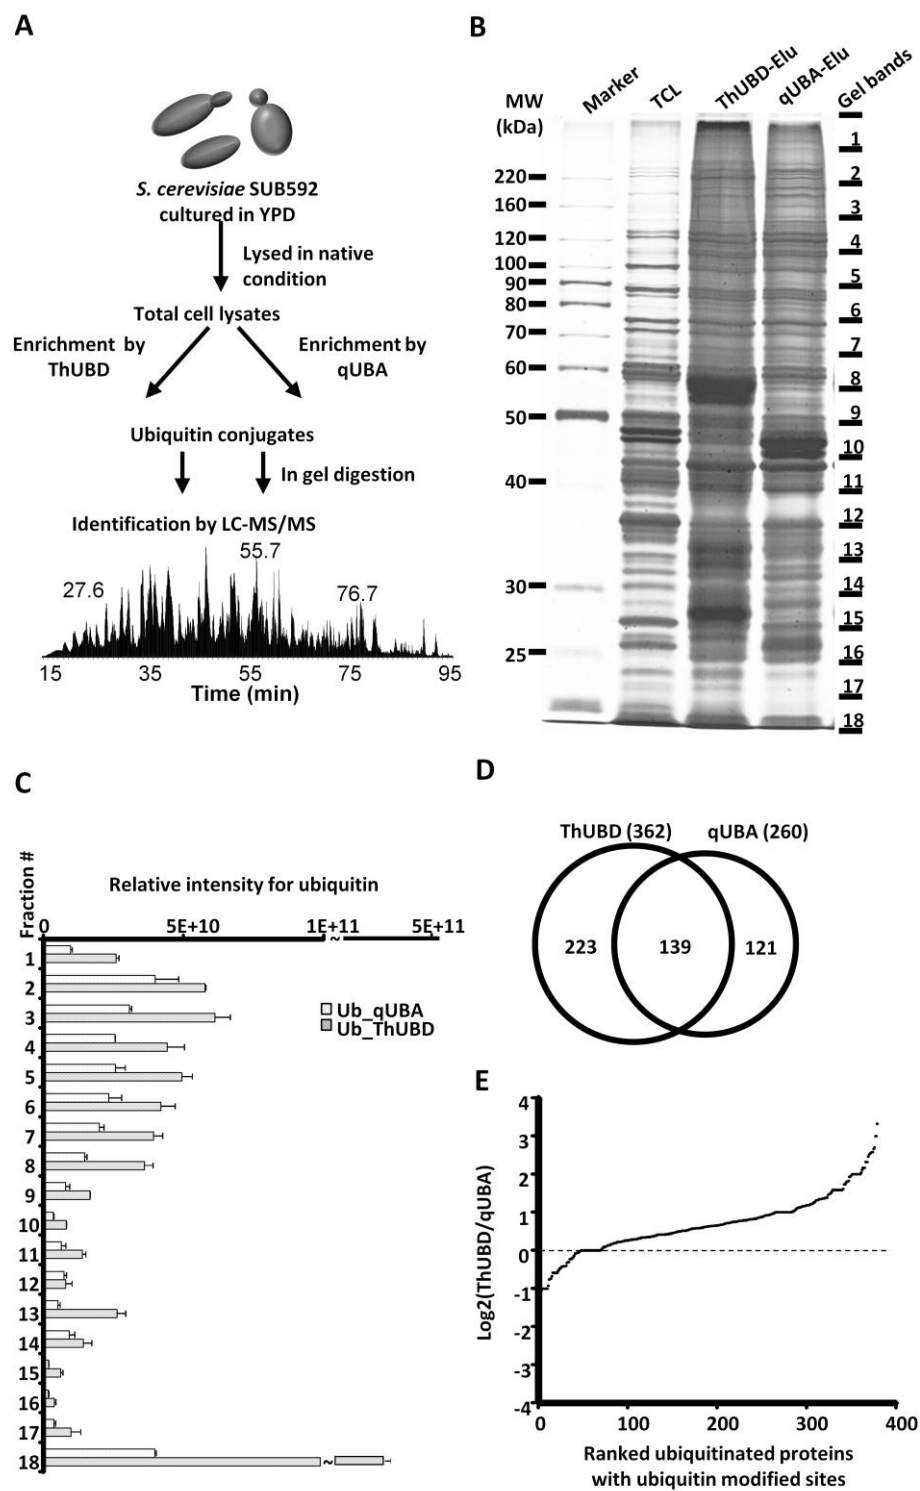 A
S. cerevisiae SUB592
cultured in YPD
Lysed in native
condition
Total cell lysates
Enrichment by
ThUBD
Enrichment by
qUBA
Ubiquitin conjugates
In gel digestion
Identification by LC-MS/MS
27.6
55.7
76.7
15 35 55 75 95
Time (min)
B
MW
(kDa)
Marker
TCL
ThUBD-Elu
qUBA-Elu
Gel bands
220
160
120
100
90
80
70
60
50
40
30
25
1
2
3
4
5
6
7
8
9
10
11
12
13
14
15
16
17
18
C
Fraction #
Relative intensity for ubiquitin
0 5E+10 1E+11 ~ 5E+11
1
2
3
4
5
6
7
8
9
10
11
12
13
14
15
16
17
18
~
Ub_qUBA
Ub_ThUBD
D
ThUBD (362) qUBA (260)
223 139 121
E
Log2(ThUBD/qUBA)
4
3
2
1
0
-1
-2
-3
-4
0 100 200 300 400
Ranked ubiquitinated proteins
with ubiquitin modified sites